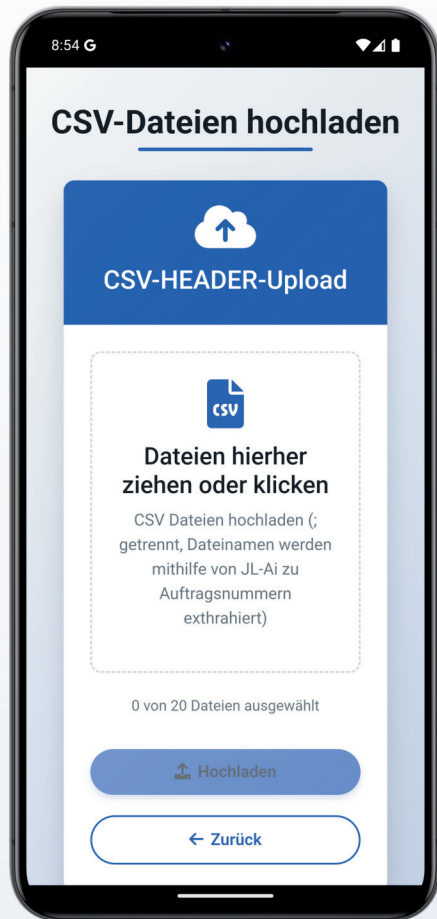 8:54 G
CSV-Dateien hochladen
CSV-HEADER-Upload
CSV
Dateien hierher
ziehen oder klicken
CSV Dateien hochladen (;
getrennt, Dateinamen werden
mithilfe von JL-Ai zu
Auftragsnummern
exthrahiert)
0 von 20 Dateien ausgewählt
Hochladen
← Zurück